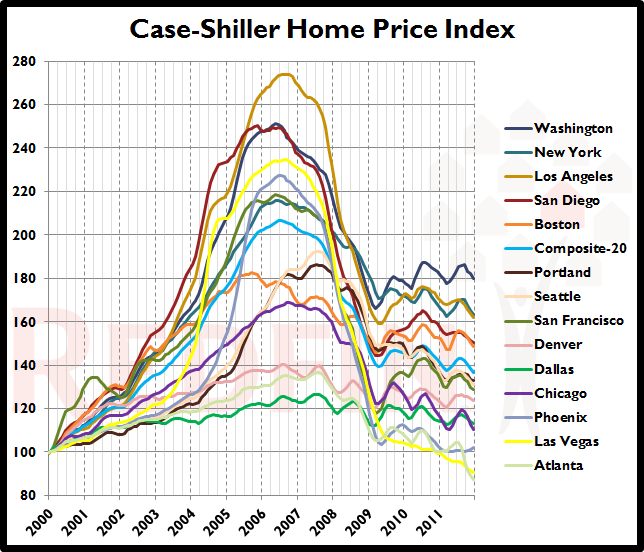 Case-Shiller Home Price Index
280
260
240
220
200
180
160
140
120
100
80
2000
2001
2002
2003
2004
2005
2006
2007
2008
2009
2010
2011
Washington
New York
Los Angeles
San Diego
Boston
Composite-20
Portland
Seattle
San Francisco
Denver
Dallas
Chicago
Phoenix
Las Vegas
Atlanta